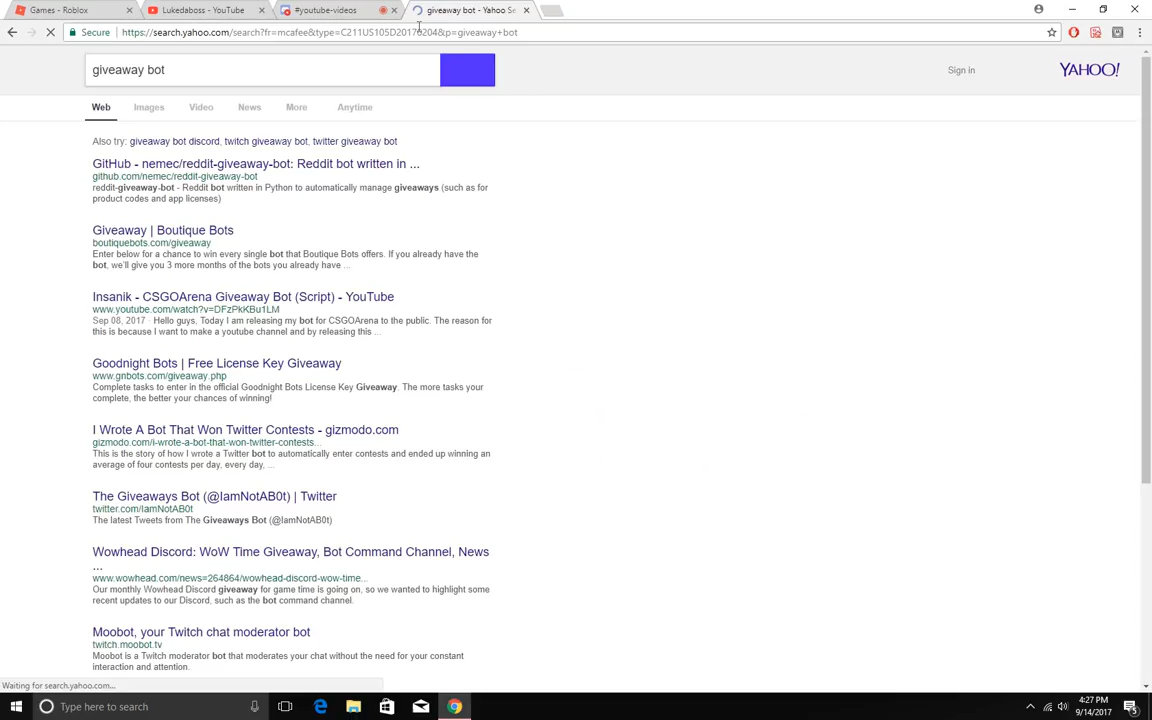 Games - Roblox
Lukedaboss - YouTube
#youtube-videos
giveaway bot - Yahoo Se
Secure https://search.yahoo.com/search?fr=mcafee&type=C211US105D20170204&p=giveaway+bot
giveaway bot
Sign in
YAHOO!
Web Images Video News More Anytime
Also try: giveaway bot discord, twitch giveaway bot, twitter giveaway bot
GitHub - nemec/reddit-giveaway-bot: Reddit bot written in ...
github.com/nemec/reddit-giveaway-bot
reddit-giveaway-bot - Reddit bot written in Python to automatically manage giveaways (such as for
product codes and app licenses)
Giveaway | Boutique Bots
boutiquebots.com/giveaway
Enter below for a chance to win every single bot that Boutique Bots offers. If you already have the
bot, we'll give you 3 more months of the bots you already have ...
Insanik - CSGOArena Giveaway Bot (Script) - YouTube
www.youtube.com/watch?v=DFzPkKBu1LM
Sep 08, 2017 · Hello guys, Today I am releasing my bot for CSGOArena to the public. The reason for
this is because I want to make a youtube channel and by releasing this ...
Goodnight Bots | Free License Key Giveaway
www.gnbots.com/giveaway.php
Complete tasks to enter in the official Goodnight Bots License Key Giveaway. The more tasks your
complete, the better your chances of winning!
I Wrote A Bot That Won Twitter Contests - gizmodo.com
gizmodo.com/i-wrote-a-bot-that-won-twitter-contests...
This is the story of how I wrote a Twitter bot to automatically enter contests and ended up winning an
average of four contests per day, every day, ...
The Giveaways Bot (@IamNotAB0t) | Twitter
twitter.com/IamNotAB0t
The latest Tweets from The Giveaways Bot (@IamNotAB0t)
Wowhead Discord: WoW Time Giveaway, Bot Command Channel, News
...
www.wowhead.com/news=264864/wowhead-discord-wow-time...
Our monthly Wowhead Discord giveaway for game time is going on, so we wanted to highlight some
recent updates to our Discord, such as the bot command channel.
Moobot, your Twitch chat moderator bot
twitch.moobot.tv
Moobot is a Twitch moderator bot that moderates your chat without the need for your constant
interaction and attention.
Waiting for search.yahoo.com...
Type here to search
4:27 PM
9/14/2017
5